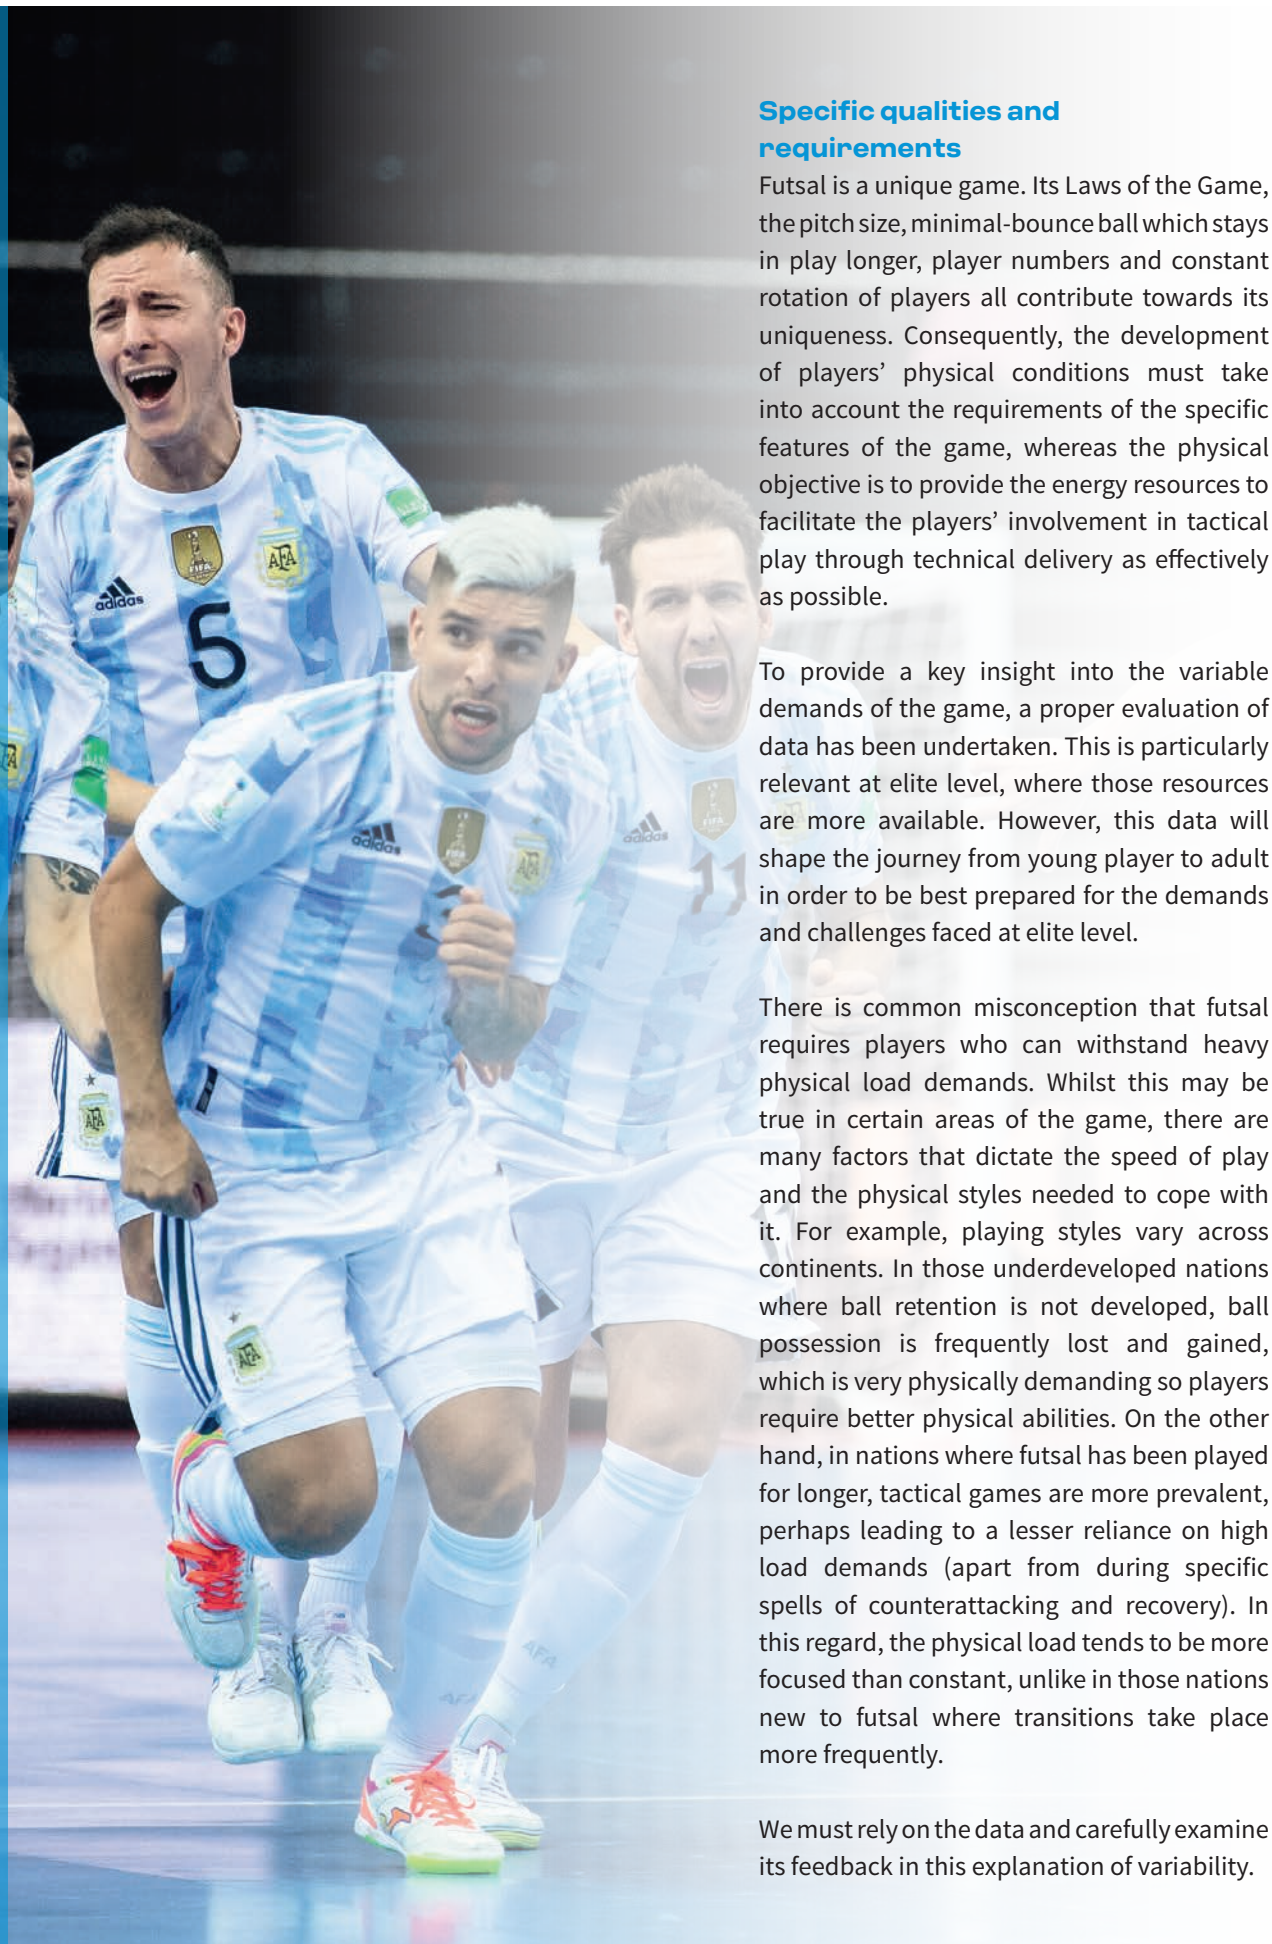 Specific qualities and
requirements
Futsal is a unique game. Its Laws of the Game,
the pitch size, minimal-bounce ball which stays
in play longer, player numbers and constant
rotation of players all contribute towards its
uniqueness. Consequently, the development
of players’ physical conditions must take
into account the requirements of the specific
features of the game, whereas the physical
objective is to provide the energy resources to
facilitate the players’ involvement in tactical
play through technical delivery as effectively
as possible.
To provide a key insight into the variable
demands of the game, a proper evaluation of
data has been undertaken. This is particularly
relevant at elite level, where those resources
are more available. However, this data will
shape the journey from young player to adult
in order to be best prepared for the demands
and challenges faced at elite level.
There is common misconception that futsal
requires players who can withstand heavy
physical load demands. Whilst this may be
true in certain areas of the game, there are
many factors that dictate the speed of play
and the physical styles needed to cope with
it. For example, playing styles vary across
continents. In those underdeveloped nations
where ball retention is not developed, ball
possession is frequently lost and gained,
which is very physically demanding so players
require better physical abilities. On the other
hand, in nations where futsal has been played
for longer, tactical games are more prevalent,
perhaps leading to a lesser reliance on high
load demands (apart from during specific
spells of counterattacking and recovery). In
this regard, the physical load tends to be more
focused than constant, unlike in those nations
new to futsal where transitions take place
more frequently.
We must rely on the data and carefully examine
its feedback in this explanation of variability.
adidas
FIFA
AFA
5
adidas
FIFA
AFA
adidas
FIFA
11
AFA
AFA
AFA
AFA